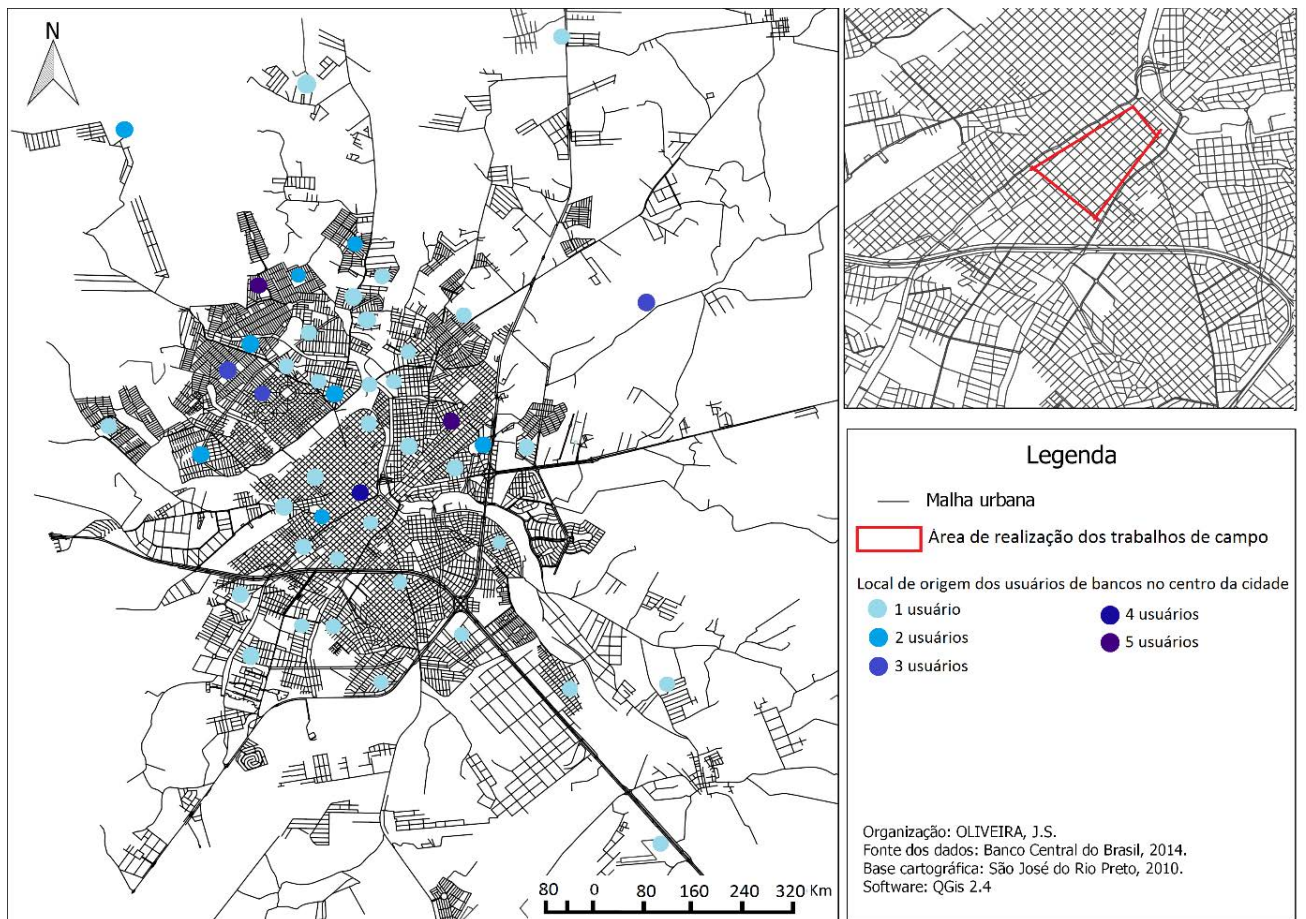 N
80 0 80 160 240 320 Km
Legenda
Malha urbana
Área de realização dos trabalhos de campo
Local de origem dos usuários de bancos no centro da cidade
1 usuário
2 usuários
3 usuários
4 usuários
5 usuários
Organização: OLIVEIRA, J.S.
Fonte dos dados: Banco Central do Brasil, 2014.
Base cartográfica: São José do Rio Preto, 2010.
Software: QGis 2.4